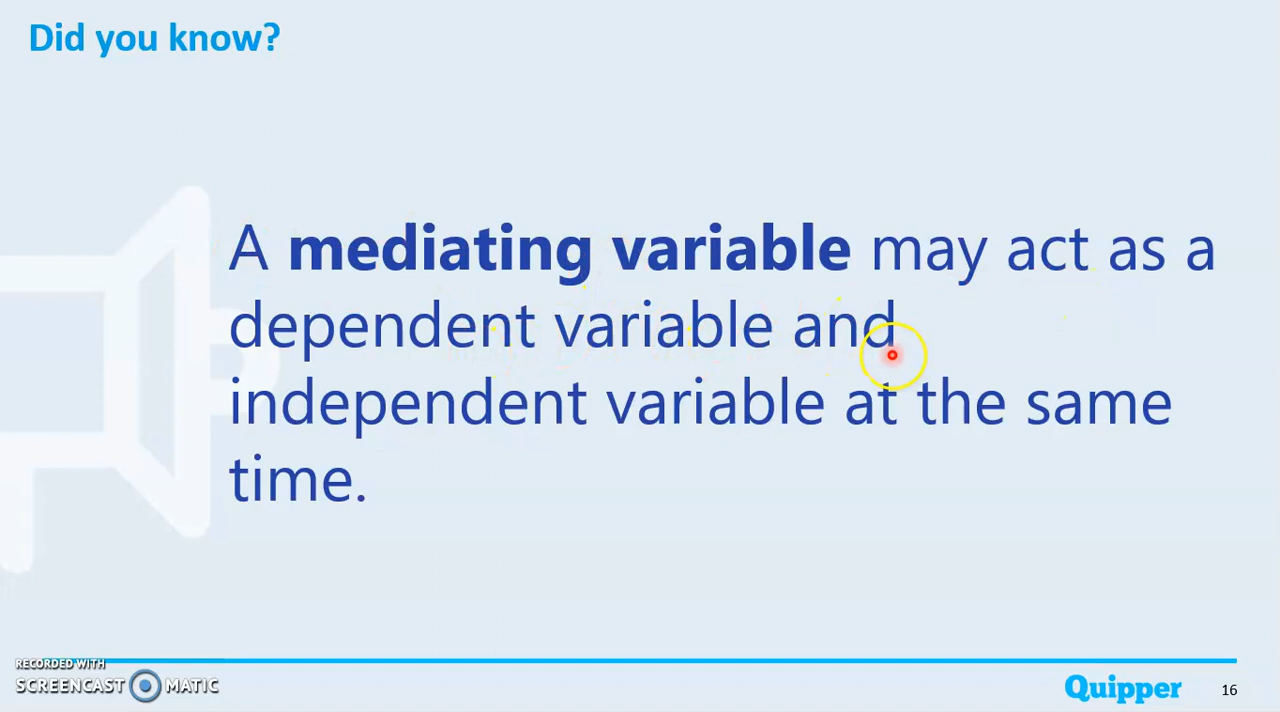 Did you know?
A mediating variable may act as a
dependent variable and
independent variable at the same
time.
RECORDED WITH
SCREENCAST MATIC
Quipper
16